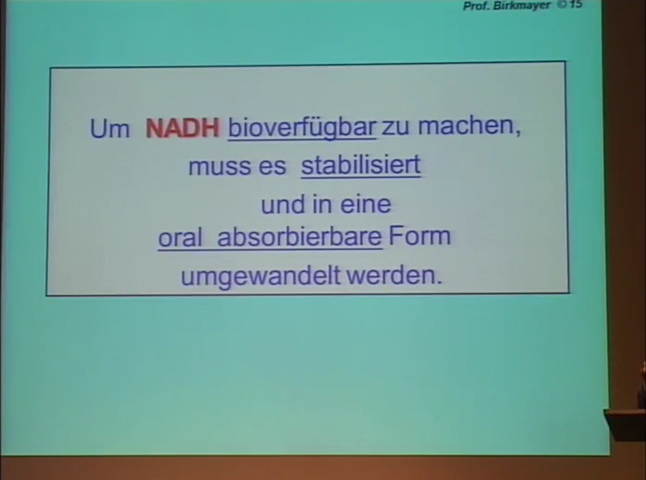 Prof. Birkmayer © 15
Um NADH bioverfügbar zu machen,
muss es stabilisiert
und in eine
oral absorbierbare Form
umgewandelt werden.